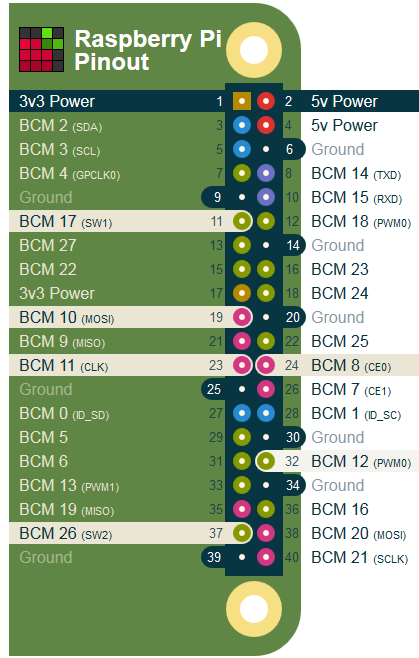 Raspberry Pi
Pinout
3v3 Power 1 2 5v Power
BCM 2 (SDA) 3 4 5v Power
BCM 3 (SCL) 5 6 Ground
BCM 4 (GPCLK0) 7 8 BCM 14 (TXD)
Ground 9 10 BCM 15 (RXD)
BCM 17 (SW1) 11 12 BCM 18 (PWM0)
BCM 27 13 14 Ground
BCM 22 15 16 BCM 23
3v3 Power 17 18 BCM 24
BCM 10 (MOSI) 19 20 Ground
BCM 9 (MISO) 21 22 BCM 25
BCM 11 (CLK) 23 24 BCM 8 (CE0)
Ground 25 26 BCM 7 (CE1)
BCM 0 (ID_SD) 27 28 BCM 1 (ID_SC)
BCM 5 29 30 Ground
BCM 6 31 32 BCM 12 (PWM0)
BCM 13 (PWM1) 33 34 Ground
BCM 19 (MISO) 35 36 BCM 16
BCM 26 (SW2) 37 38 BCM 20 (MOSI)
Ground 39 40 BCM 21 (SCLK)